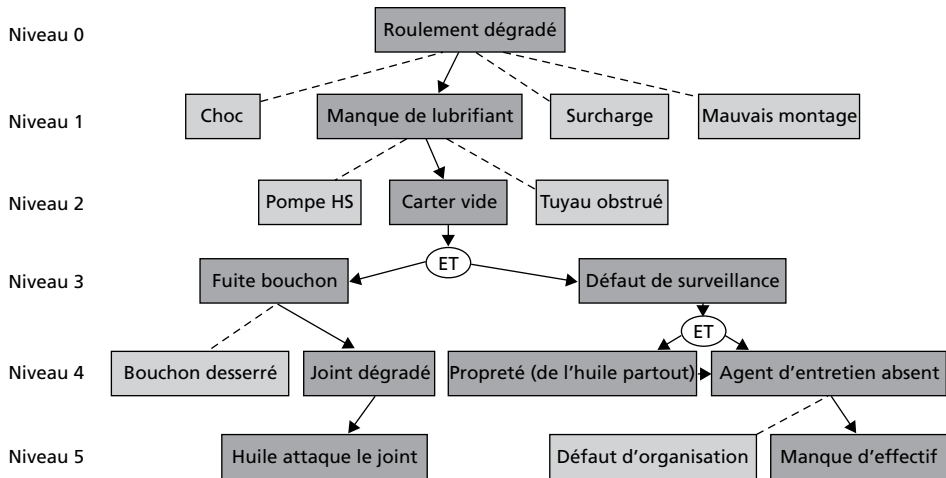 Niveau 0
Roulement dégradé
Niveau 1
Choc
Manque de lubrifiant
Surcharge
Mauvais montage
Niveau 2
Pompe HS
Carter vide
Tuyau obstrué
ET
Niveau 3
Fuite bouchon
Défaut de surveillance
ET
Niveau 4
Bouchon desserré
Joint dégradé
Propreté (de l'huile partout)
Agent d'entretien absent
Niveau 5
Huile attaque le joint
Défaut d'organisation
Manque d'effectif